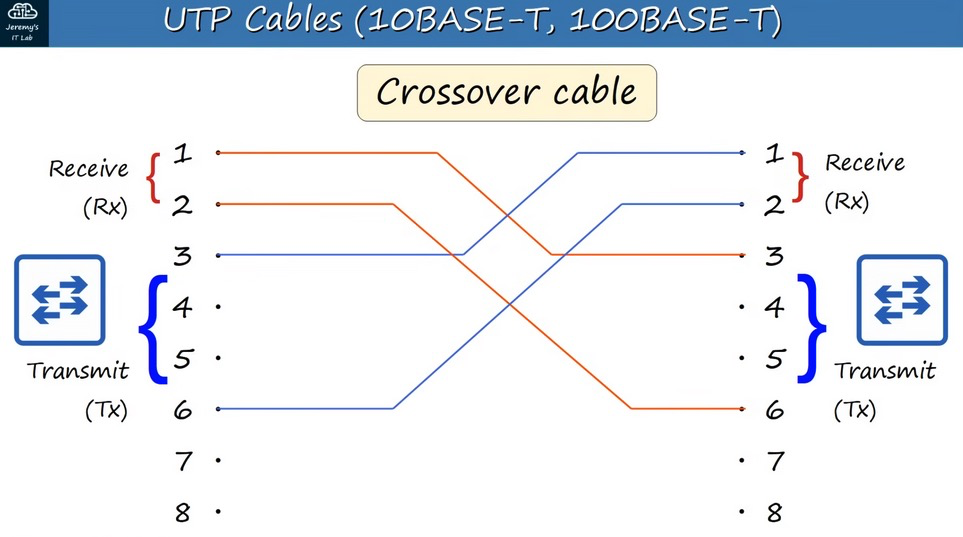 Jeremy's
IT Lab
UTP Cables (10BASE-T, 100BASE-T)
Crossover cable
Receive
(Rx)
Transmit
(Tx)
1
2
3
4
5
6
7
8
1
2
3
4
5
6
7
8
Receive
(Rx)
Transmit
(Tx)